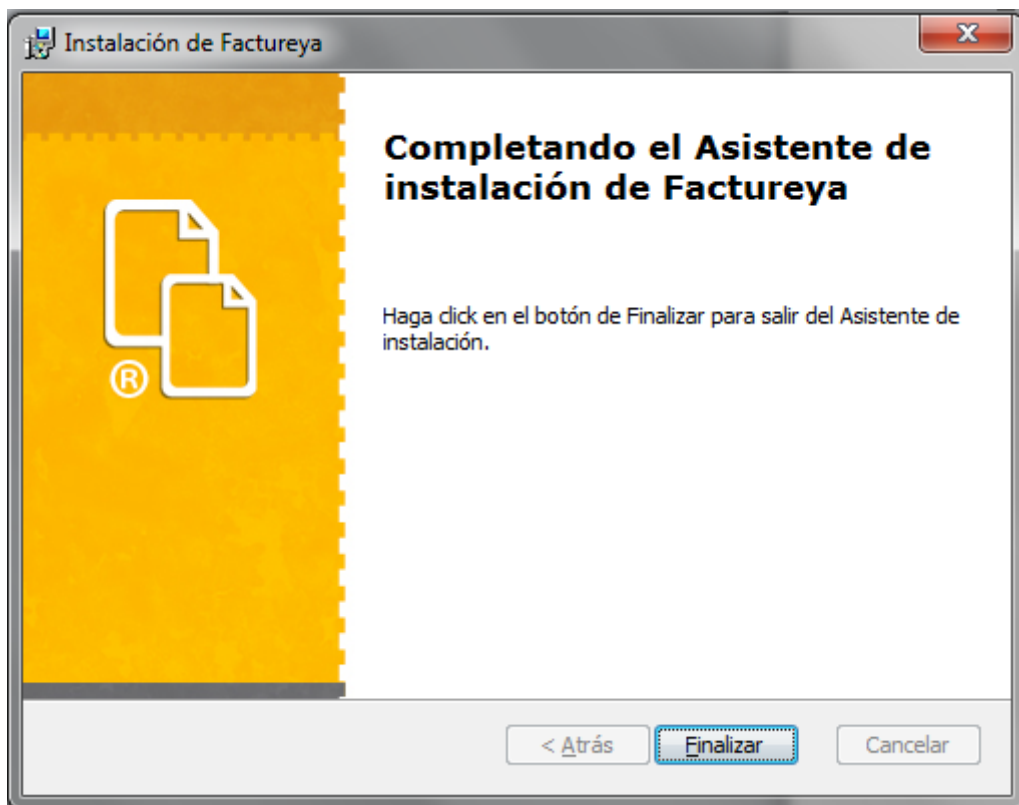 Instalación de Factureya
Completando el Asistente de
instalación de Factureya
Haga click en el botón de Finalizar para salir del Asistente de
instalación.
®
< Atrás Finalizar Cancelar